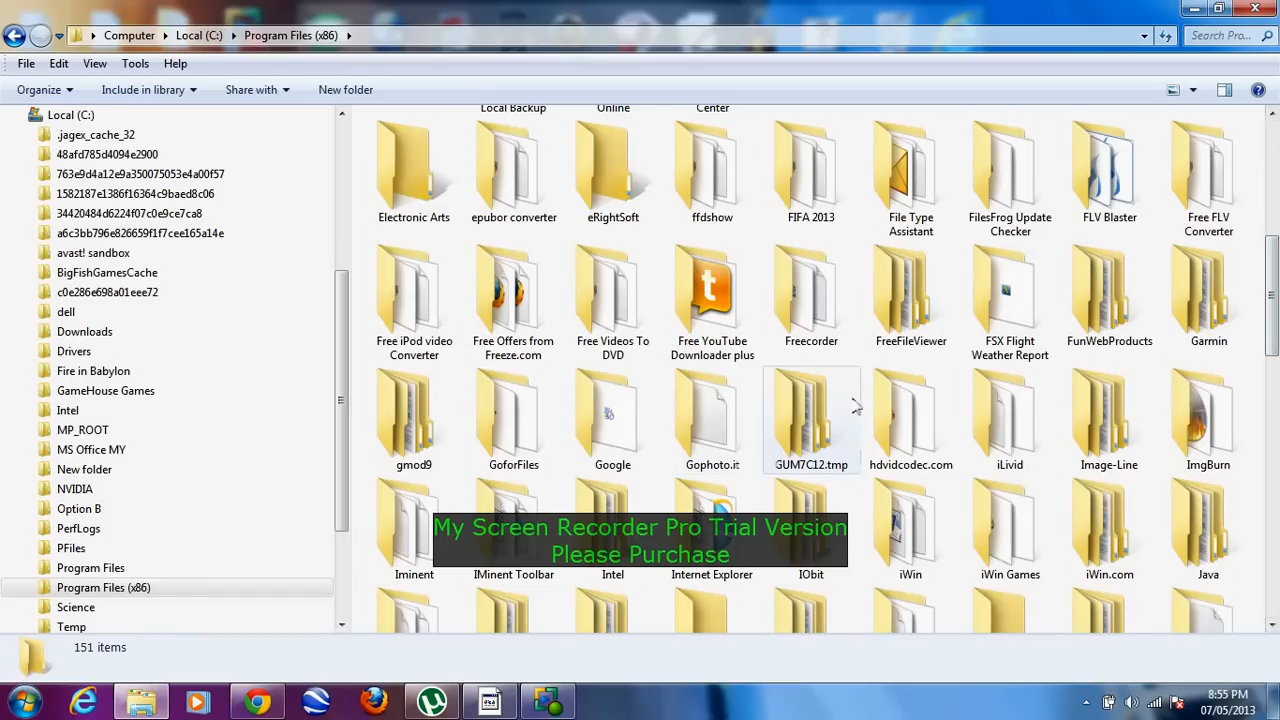 Computer Local (C:) Program Files (x86) Search Pro...
File Edit View Tools Help
Organize Include in library Share with New folder
Local (C:)
.jagex_cache_32
48afd785d4094e2900
763e9d4a12e9a350075053e4a00f57
1582187e1386f16364c9baed8c06
34420484d6224f07c0e9ce7ca8
a6c3bb796e826659f1f7cee165a14e
avast! sandbox
BigFishGamesCache
c0e286e698a01eee72
dell
Downloads
Drivers
Fire in Babylon
GameHouse Games
Intel
MP_ROOT
MS Office MY
New folder
NVIDIA
Option B
PerfLogs
PFiles
Program Files
Program Files (x86)
Science
Temp
Local Backup Online Center
Electronic Arts epubor converter eRightSoft ffdshow FIFA 2013 File Type Assistant FilesFrog Update Checker FLV Blaster Free FLV Converter
Free iPod video Converter Free Offers from Freeze.com Free Videos To DVD Free YouTube Downloader plus Freecorder FreeFileViewer FSX Flight Weather Report FunWebProducts Garmin
gmod9 GoforFiles Google Gophoto.it GUM7C12.tmp hdvidcodec.com iLivid Image-Line ImgBurn
My Screen Recorder Pro Trial Version
Please Purchase
Iminent IMinent Toolbar Intel Internet Explorer IObit iWin iWin Games iWin.com Java
151 items
8:55 PM
07/05/2013